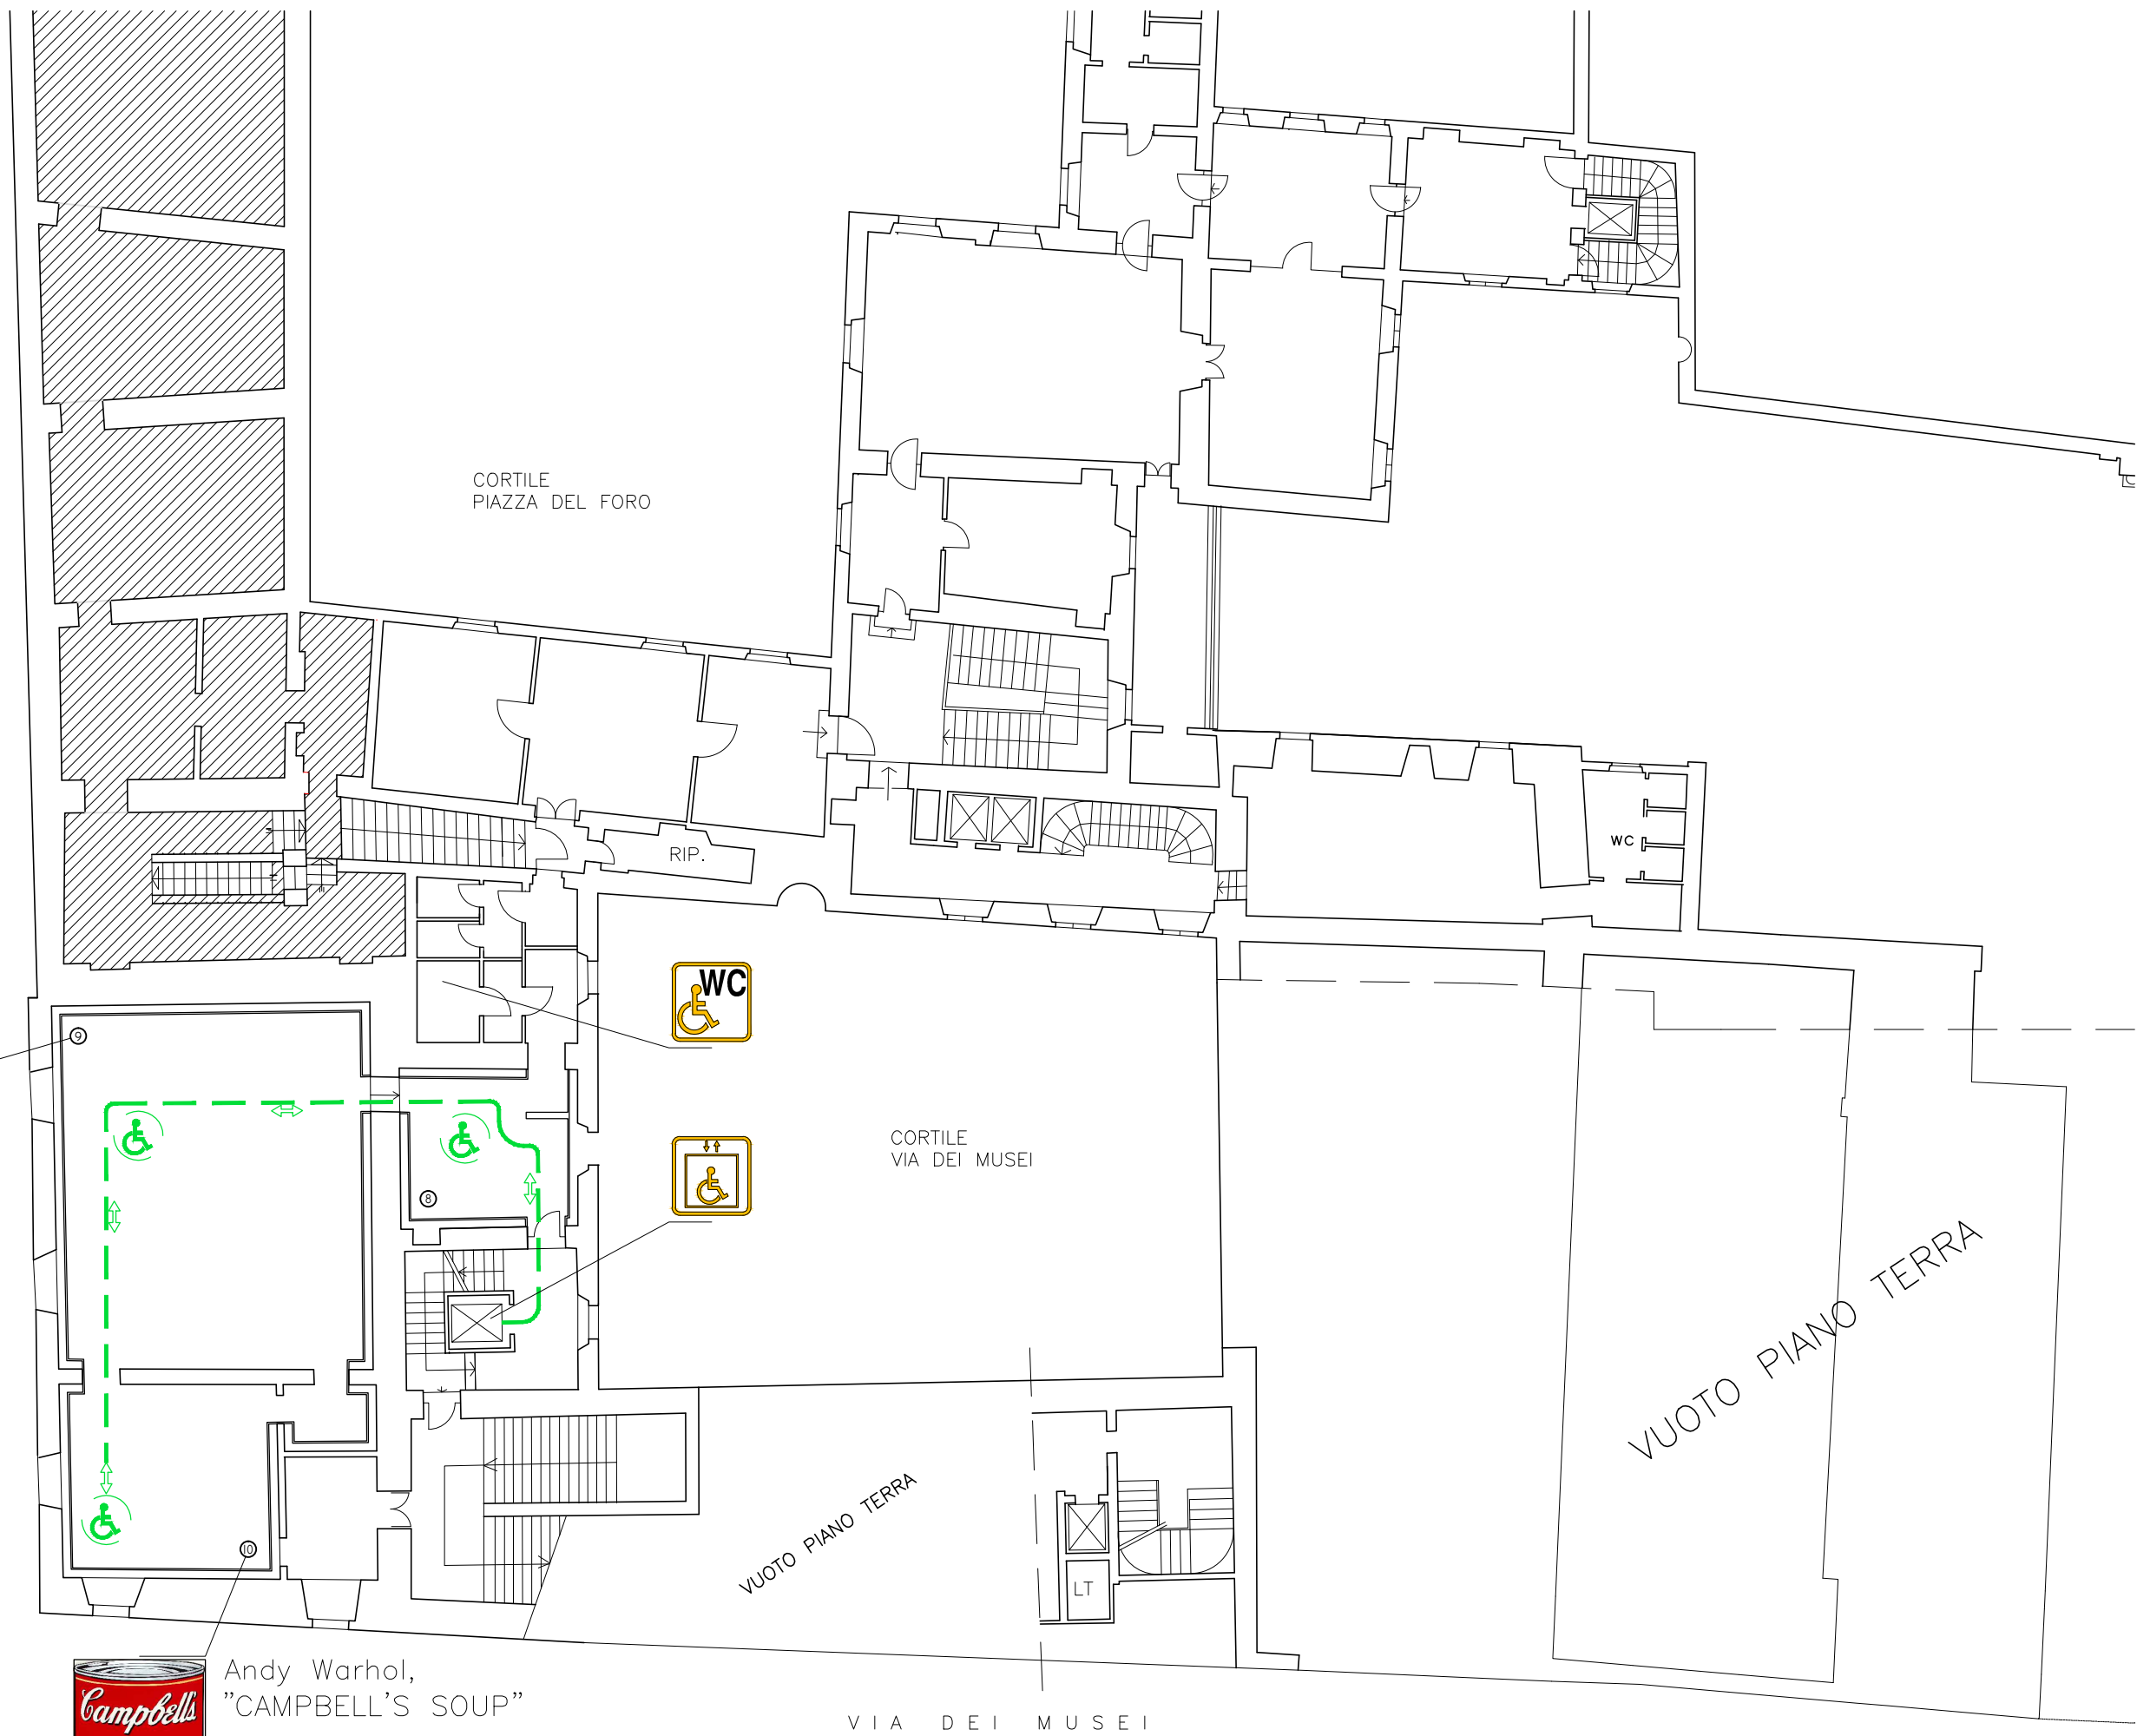 CORTILE
PIAZZA DEL FORO
RIP.
WC
WC
9
CORTILE
VIA DEI MUSEI
8
VUOTO PIANO TERRA
VUOTO PIANO TERRA
10
LT
Andy Warhol,
"CAMPBELL'S SOUP"
Campbell's
VIA DEI MUSEI